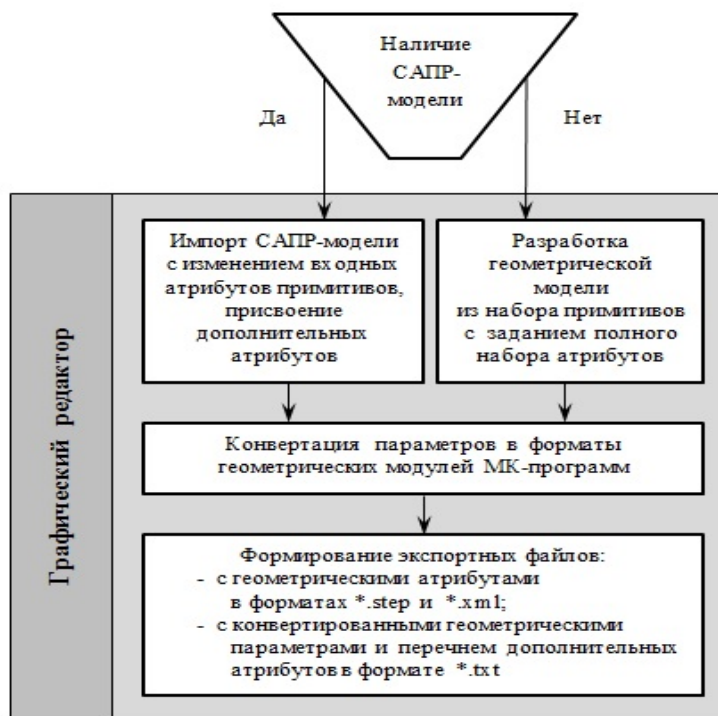 Наличие
САПР-
модели
Да
Нет
Графический редактор
Импорт САПР-модели
с изменением входных
атрибутов примитивов,
присвоение
дополнительных
атрибутов
Разработка
геометрической
модели
из набора примитивов
с заданием полного
набора атрибутов
Конвертация параметров в форматы
геометрических модулей МК-программ
Формирование экспортных файлов:
- с геометрическими атрибутами
в форматах *.step и *.xml;
- с конвертированными геометрическими
параметрами и перечнем дополнительных
атрибутов в формате *.txt